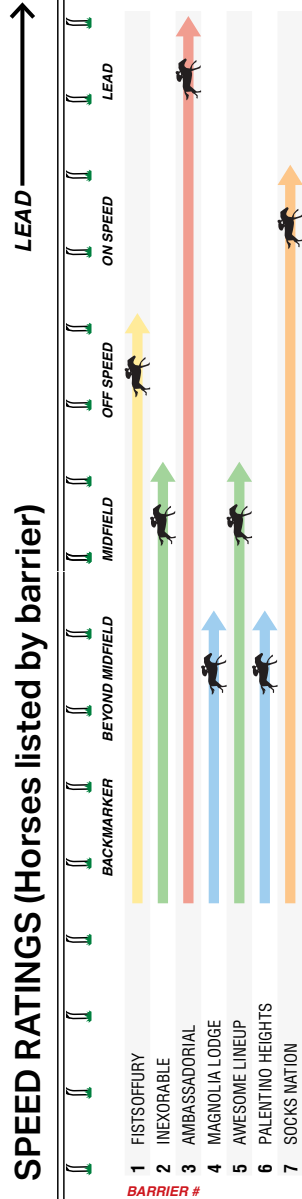 SPEED RATINGS (Horses listed by barrier)
LEAD
BACKMARKER BEYOND MIDFIELD MIDFIELD OFF SPEED ON SPEED LEAD
1 FISTSOFFURY
2 INEXORABLE
3 AMBASSADORIAL
4 MAGNOLIA LODGE
5 AWESOME LINEUP
6 PALENTINO HEIGHTS
7 SOCKS NATION
BARRIER #